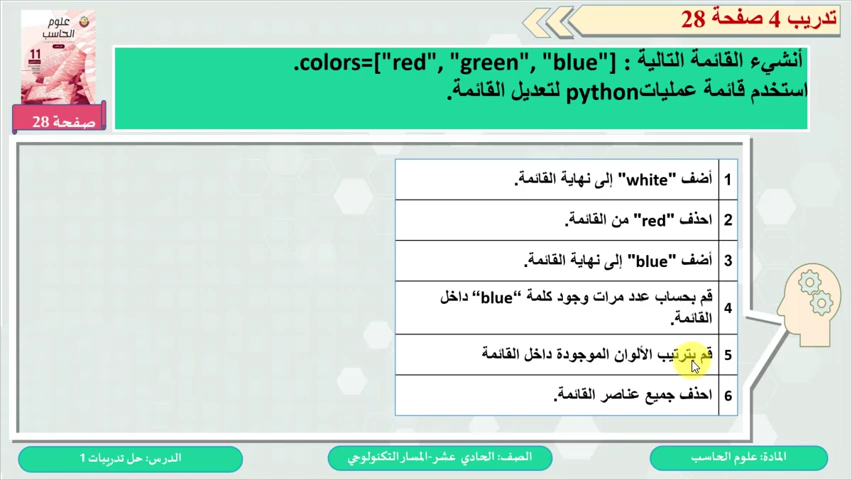 تدريب 4 صفحة 28
علوم
الحاسب
11
صفحة 28
أنشيء القائمة التالية : colors=["red", "green", "blue"].
استخدم قائمة عملياتpython لتعديل القائمة.
1 أضف "white" إلى نهاية القائمة.
2 احذف "red" من القائمة.
3 أضف "blue" إلى نهاية القائمة.
4 قم بحساب عدد مرات وجود كلمة “blue” داخل
القائمة.
5 قم بترتيب الألوان الموجودة داخل القائمة
6 احذف جميع عناصر القائمة.
المادة: علوم الحاسب
الصف: الحادي عشر-المسار التكنولوجي
الدرس: حل تدريبات 1